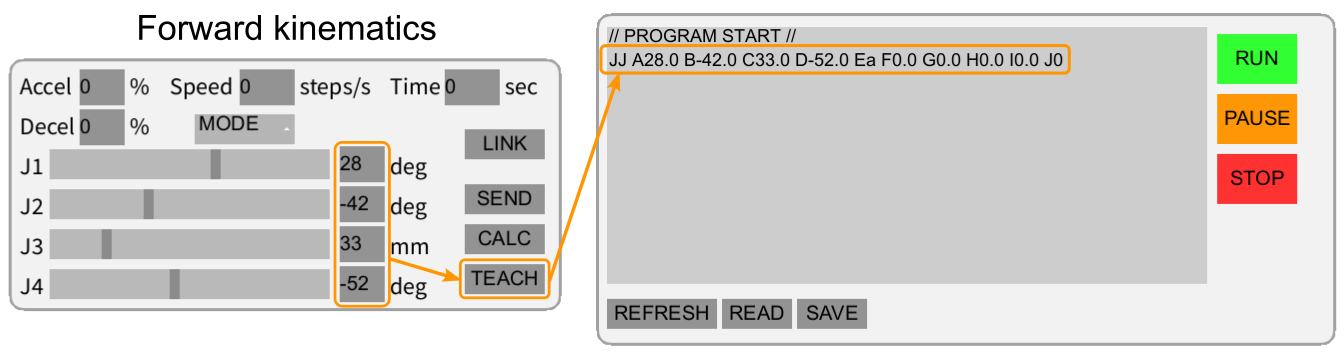 Forward kinematics
Accel 0 % Speed 0 steps/s Time 0 sec
Decel 0 % MODE
LINK
J1 28 deg
J2 -42 deg SEND
J3 33 mm CALC
J4 -52 deg TEACH
// PROGRAM START //
JJ A28.0 B-42.0 C33.0 D-52.0 Ea F0.0 G0.0 H0.0 I0.0 J0
RUN
PAUSE
STOP
REFRESH READ SAVE